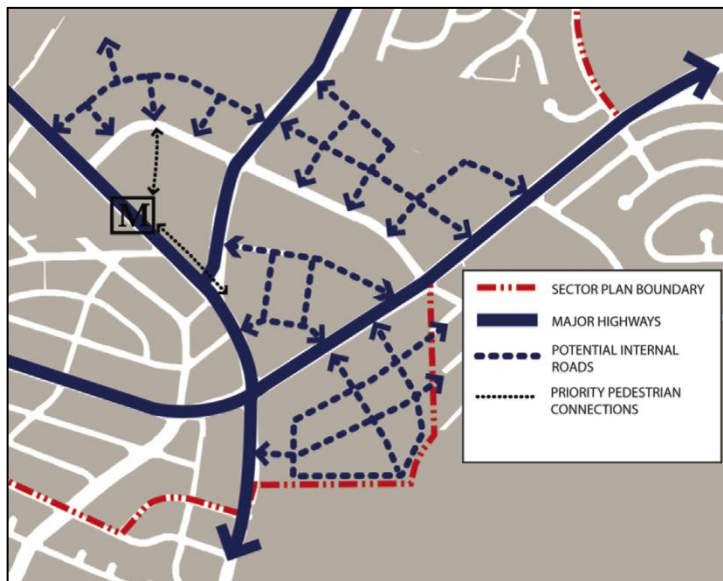 M
SECTOR PLAN BOUNDARY
MAJOR HIGHWAYS
POTENTIAL INTERNAL
ROADS
PRIORITY PEDESTRIAN
CONNECTIONS